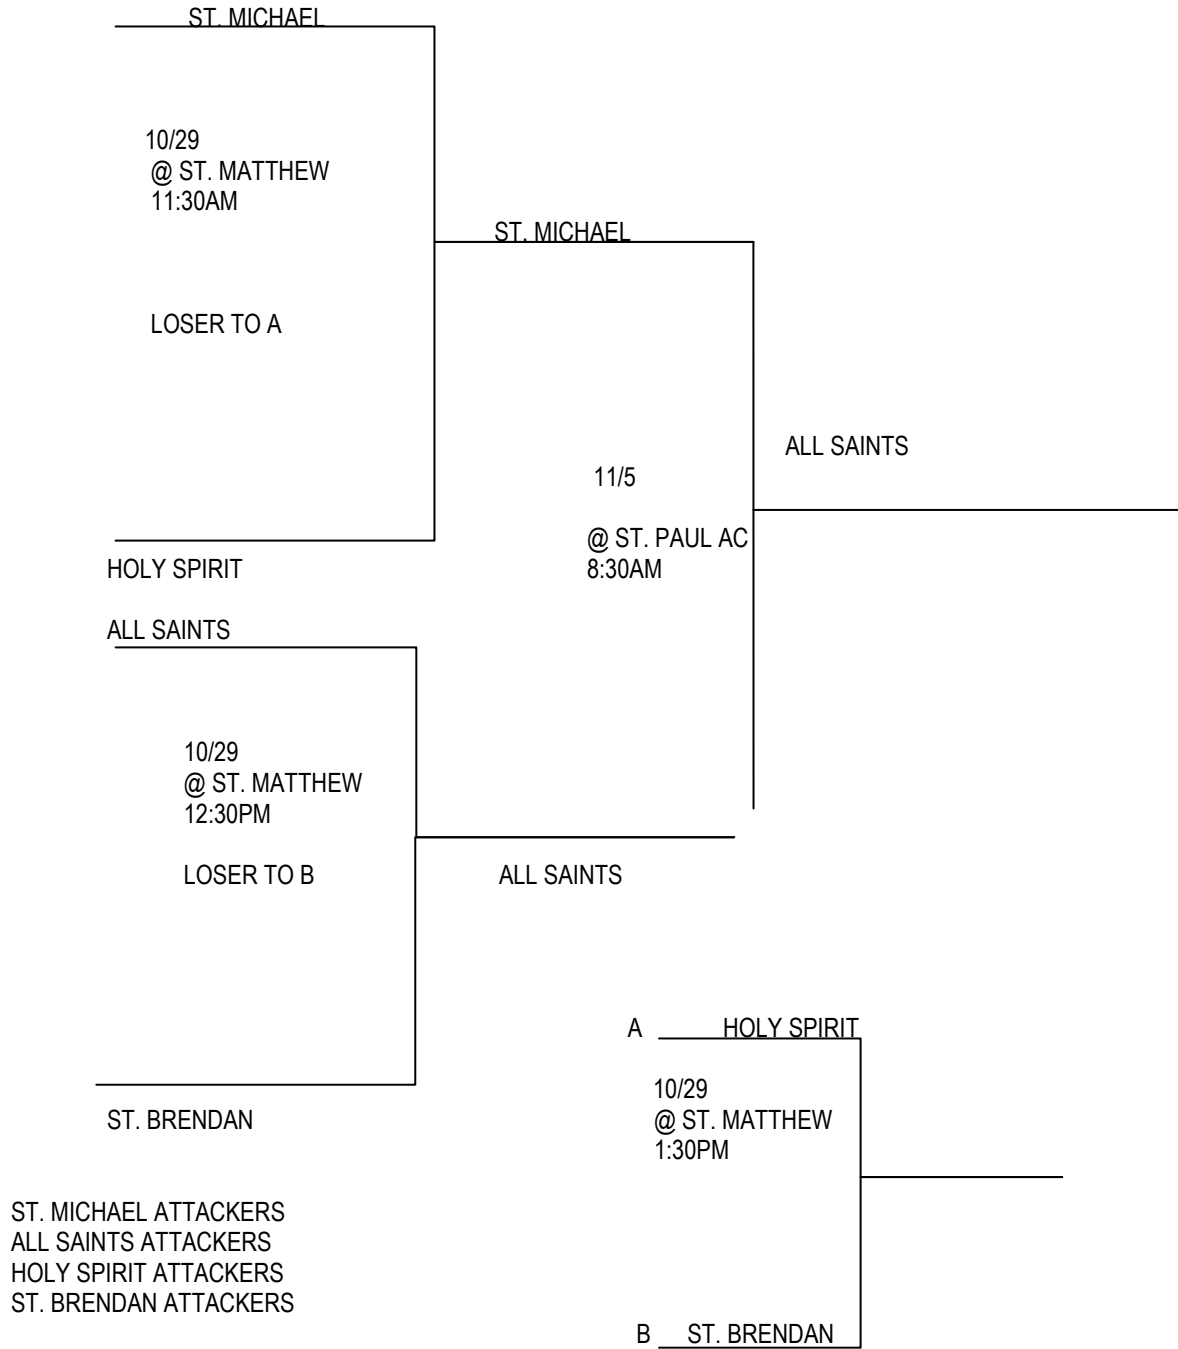 ST. MICHAEL
10/29
@ ST. MATTHEW
11:30AM
ST. MICHAEL
LOSER TO A
ALL SAINTS
11/5
@ ST. PAUL AC
8:30AM
HOLY SPIRIT
ALL SAINTS
10/29
@ ST. MATTHEW
12:30PM
LOSER TO B
ALL SAINTS
A HOLY SPIRIT
10/29
@ ST. MATTHEW
1:30PM
ST. BRENDAN
ST. MICHAEL ATTACKERS
ALL SAINTS ATTACKERS
HOLY SPIRIT ATTACKERS
ST. BRENDAN ATTACKERS
B ST. BRENDAN